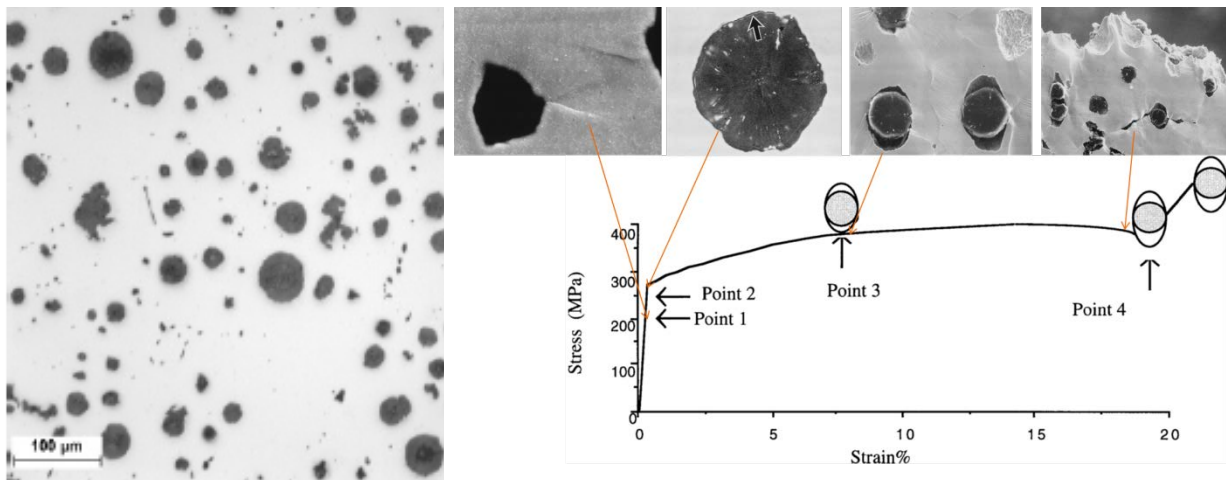 100 μm
400
300
200
100
0
Stress (MPa)
Point 2
Point 1
Point 3
Point 4
0
5
10
15
20
Strain%